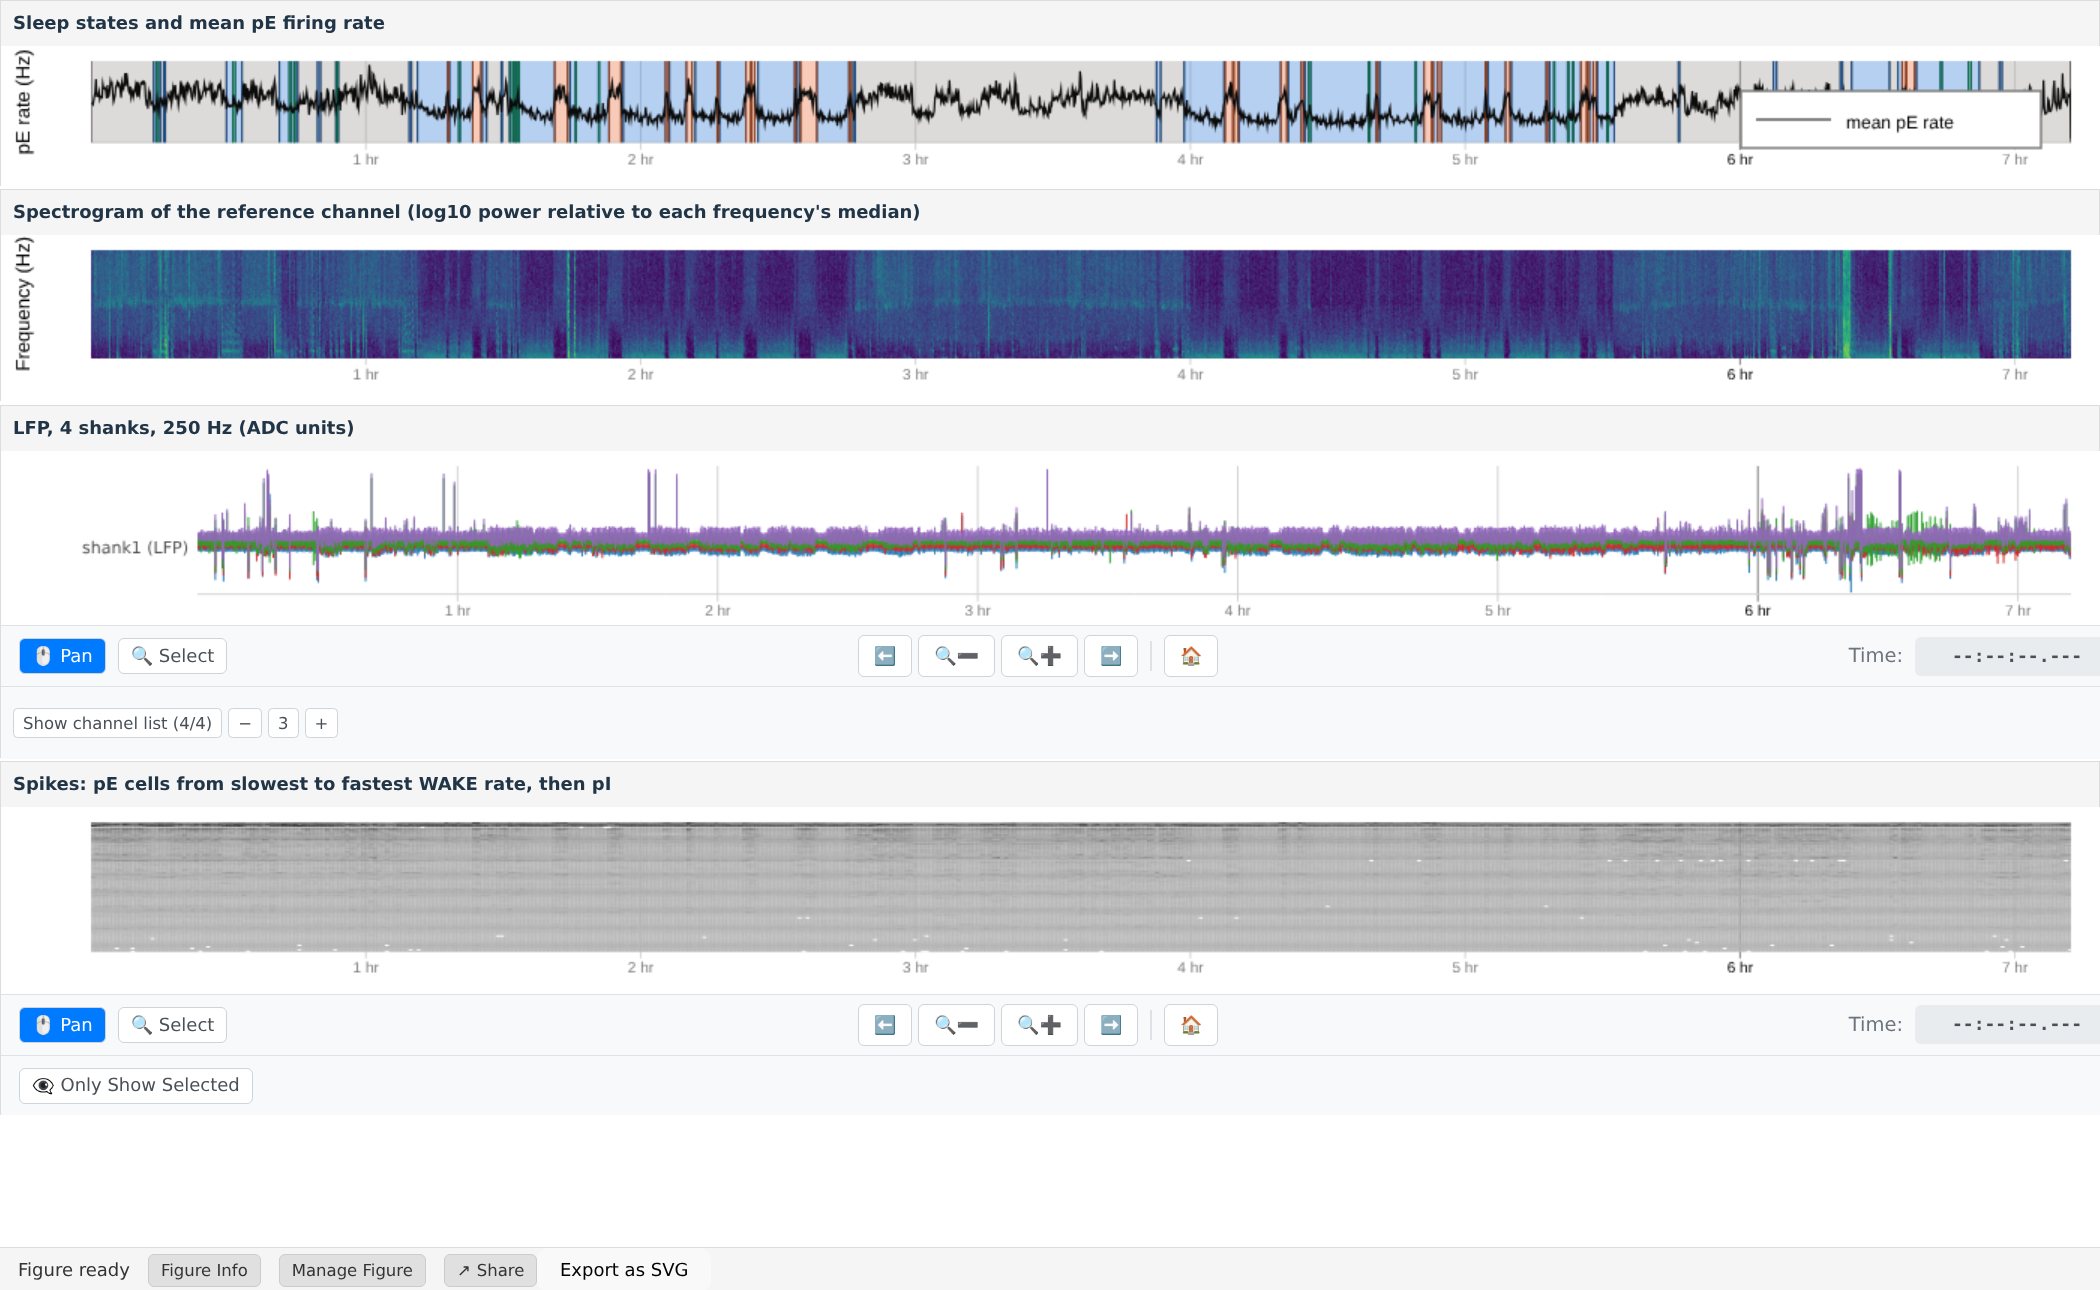 Sleep states and mean pE firing rate
pE rate (Hz)
mean pE rate
1 hr 2 hr 3 hr 4 hr 5 hr 6 hr 7 hr
Spectrogram of the reference channel (log10 power relative to each frequency's median)
Frequency (Hz)
1 hr 2 hr 3 hr 4 hr 5 hr 6 hr 7 hr
LFP, 4 shanks, 250 Hz (ADC units)
shank1 (LFP)
1 hr 2 hr 3 hr 4 hr 5 hr 6 hr 7 hr
Pan Select Time: --:--:--.---
Show channel list (4/4) − 3 +
Spikes: pE cells from slowest to fastest WAKE rate, then pI
1 hr 2 hr 3 hr 4 hr 5 hr 6 hr 7 hr
Pan Select Time: --:--:--.---
Only Show Selected
Figure ready Figure Info Manage Figure ↗ Share Export as SVG